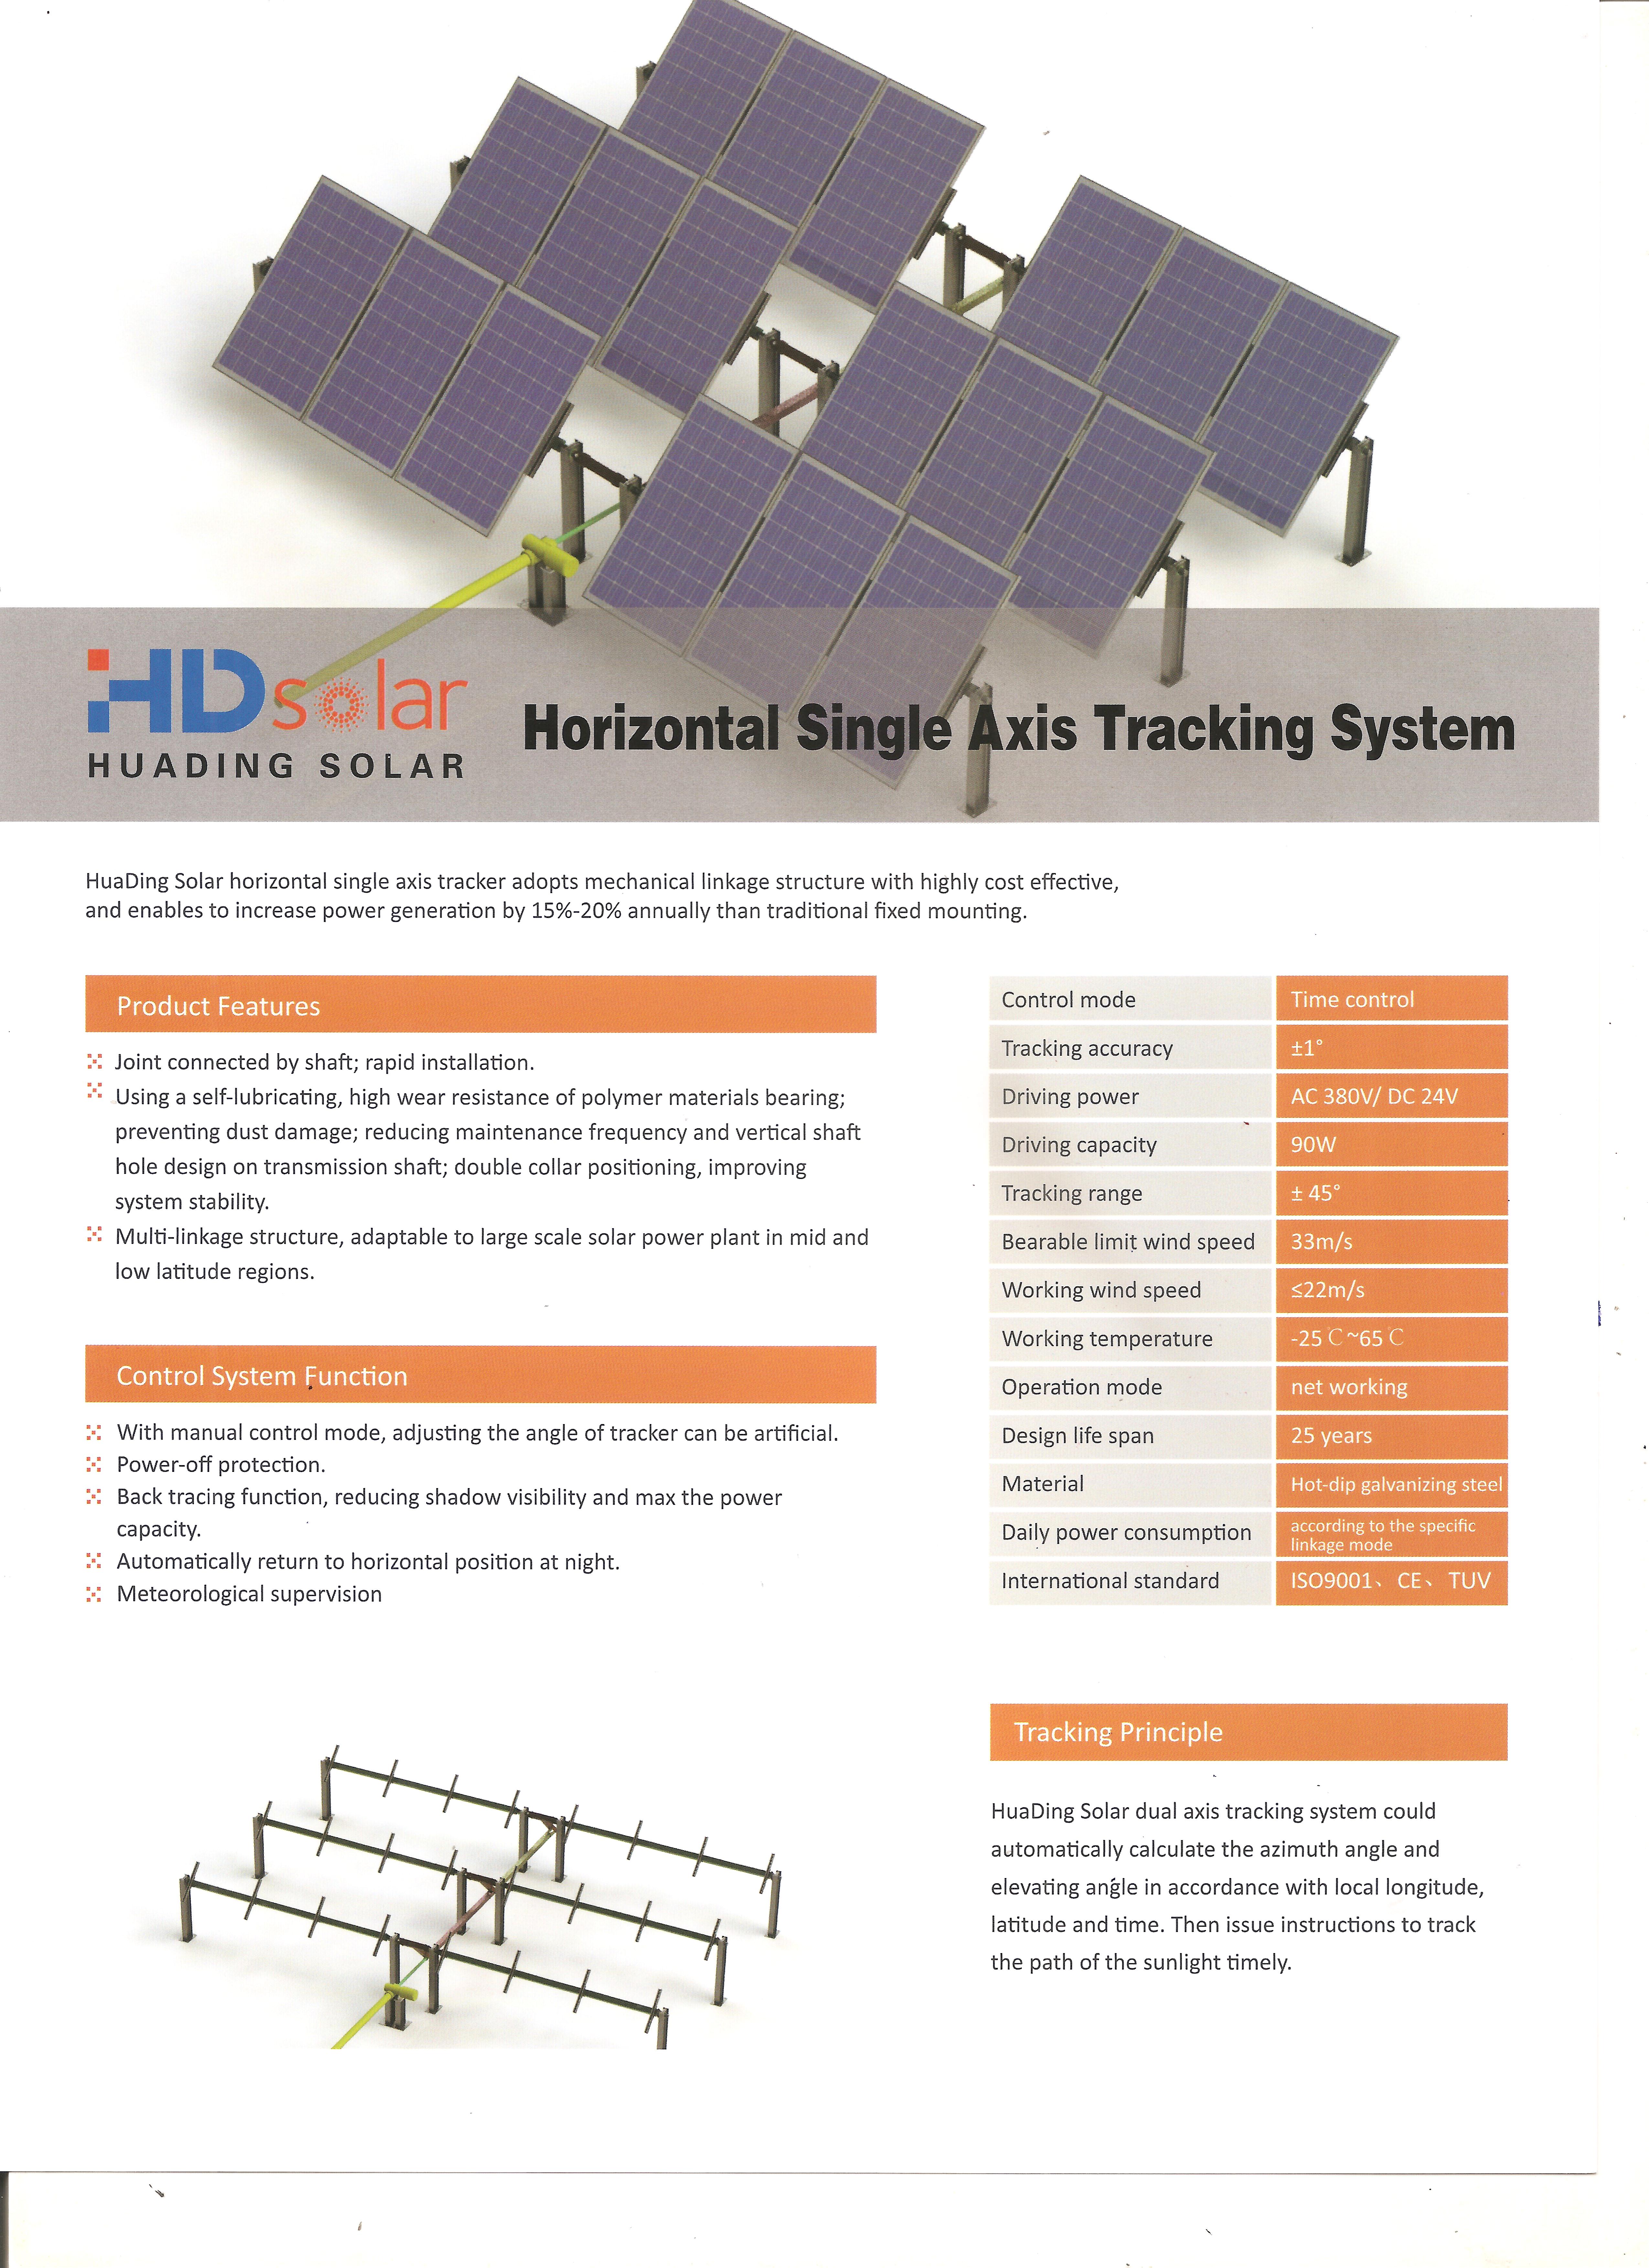 HDsolar
HUADING SOLAR
Horizontal Single Axis Tracking System
HuaDing Solar horizontal single axis tracker adopts mechanical linkage structure with highly cost effective,
and enables to increase power generation by 15%-20% annually than traditional fixed mounting.
Product Features
Joint connected by shaft; rapid installation.
Using a self-lubricating, high wear resistance of polymer materials bearing;
preventing dust damage; reducing maintenance frequency and vertical shaft
hole design on transmission shaft; double collar positioning, improving
system stability.
Multi-linkage structure, adaptable to large scale solar power plant in mid and
low latitude regions.
Control System Function
With manual control mode, adjusting the angle of tracker can be artificial.
Power-off protection.
Back tracing function, reducing shadow visibility and max the power
capacity.
Automatically return to horizontal position at night.
Meteorological supervision
Control mode Time control
Tracking accuracy ±1°
Driving power AC 380V/ DC 24V
Driving capacity 90W
Tracking range ± 45°
Bearable limit wind speed 33m/s
Working wind speed ≤22m/s
Working temperature -25℃~65℃
Operation mode net working
Design life span 25 years
Material Hot-dip galvanizing steel
Daily power consumption according to the specific
linkage mode
International standard ISO9001、CE、TUV
Tracking Principle
HuaDing Solar dual axis tracking system could
automatically calculate the azimuth angle and
elevating angle in accordance with local longitude,
latitude and time. Then issue instructions to track
the path of the sunlight timely.